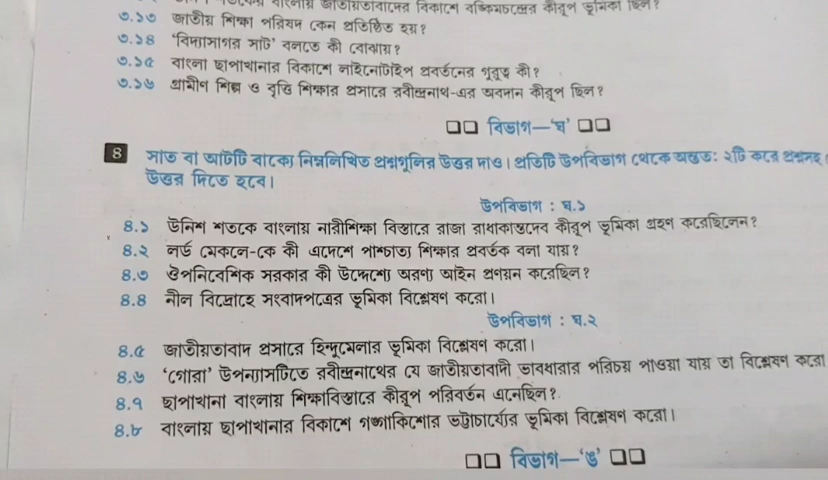 বাংলায় জাতীয়তাবাদের বিকাশে বঙ্কিমচন্দ্রের কীরূপ ভূমিকা ছিল?
৩.১৩ জাতীয় শিক্ষা পরিষদ কেন প্রতিষ্ঠিত হয়?
৩.১৪ ‘বিদ্যাসাগর সাট’ বলতে কী বোঝায়?
৩.১৫ বাংলা ছাপাখানার বিকাশে লাইনোটাইপ প্রবর্তনের গুরুত্ব কী?
৩.১৬ গ্রামীণ শিল্প ও বৃত্তি শিক্ষার প্রসারে রবীন্দ্রনাথ-এর অবদান কীরূপ ছিল?
বিভাগ—‘ঘ’
8 সাত বা আটটি বাক্যে নিম্নলিখিত প্রশ্নগুলির উত্তর দাও। প্রতিটি উপবিভাগ থেকে অন্তত: ২টি করে প্রশ্নের
উত্তর দিতে হবে।
উপবিভাগ : ঘ.১
৪.১ উনিশ শতকে বাংলায় নারীশিক্ষা বিস্তারে রাজা রাধাকান্তদেব কীরূপ ভূমিকা গ্রহণ করেছিলেন?
৪.২ লর্ড মেকলে-কে কী এদেশে পাশ্চাত্য শিক্ষার প্রবর্তক বলা যায়?
৪.৩ ঔপনিবেশিক সরকার কী উদ্দেশ্যে অরণ্য আইন প্রণয়ন করেছিল?
৪.৪ নীল বিদ্রোহে সংবাদপত্রের ভূমিকা বিশ্লেষণ করো।
উপবিভাগ : ঘ.২
৪.৫ জাতীয়তাবাদ প্রসারে হিন্দুমেলার ভূমিকা বিশ্লেষণ করো।
৪.৬ ‘গোরা’ উপন্যাসটিতে রবীন্দ্রনাথের যে জাতীয়তাবাদী ভাবধারার পরিচয় পাওয়া যায় তা বিশ্লেষণ করো
৪.৭ ছাপাখানা বাংলায় শিক্ষাবিস্তারে কীরূপ পরিবর্তন এনেছিল?
৪.৮ বাংলায় ছাপাখানার বিকাশে গঙ্গাকিশোর ভট্টাচার্যের ভূমিকা বিশ্লেষণ করো।
বিভাগ—‘ঙ’